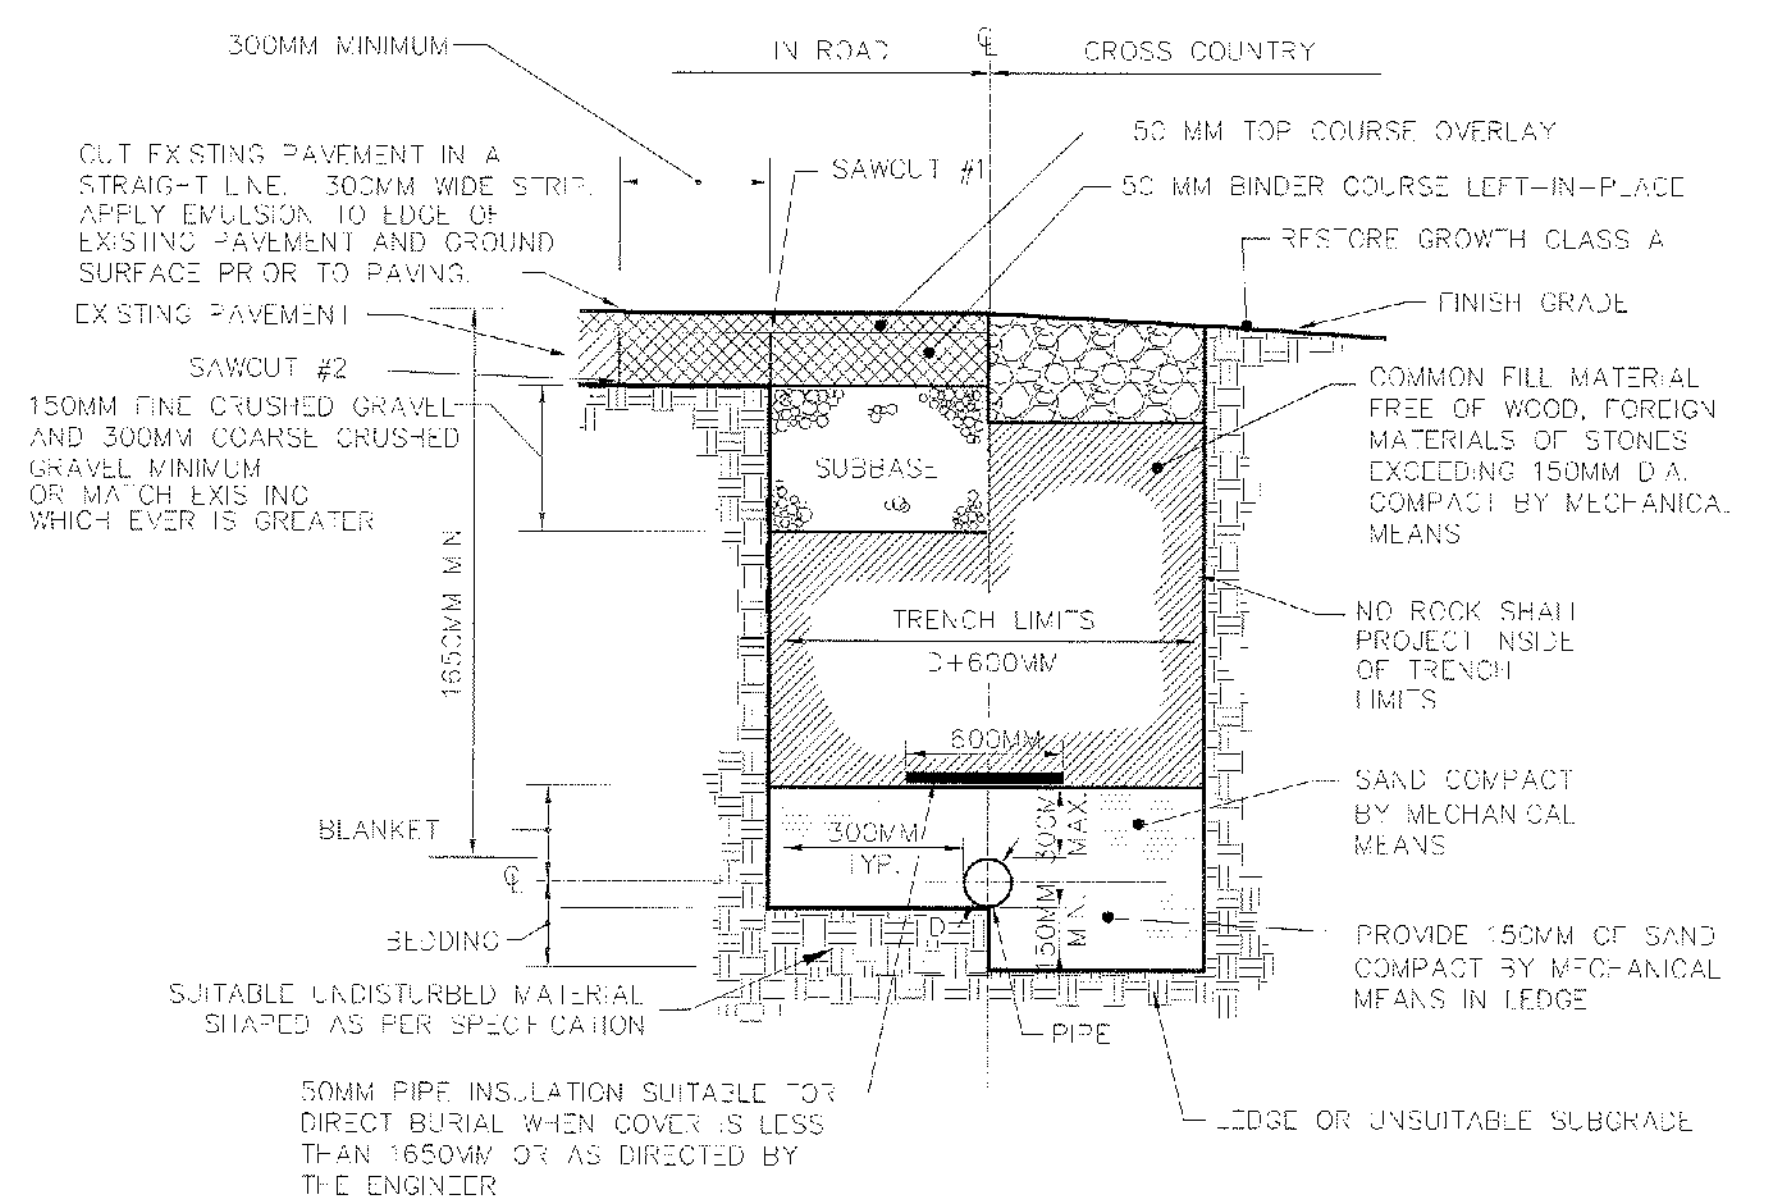 300MM MINIMUM
IN ROAD
℄
CROSS COUNTRY
CUT EXISTING PAVEMENT IN A
STRAIGHT LINE. 300MM WIDE STRIP.
APPLY EMULSION TO EDGE OF
EXISTING PAVEMENT AND GROUND
SURFACE PRIOR TO PAVING.
SAWCUT #1
50 MM TOP COURSE OVERLAY
50 MM BINDER COURSE LEFT-IN-PLACE
RESTORE GROWTH CLASS A
FINISH GRADE
EXISTING PAVEMENT
SAWCUT #2
150MM FINE CRUSHED GRAVEL
AND 300MM COARSE CRUSHED
GRAVEL MINIMUM
OR MATCH EXISTING
WHICH EVER IS GREATER
1650MM MIN
SUBBASE
COMMON FILL MATERIAL
FREE OF WOOD, FOREIGN
MATERIALS OF STONES
EXCEEDING 150MM DIA.
COMPACT BY MECHANICAL
MEANS
TRENCH LIMITS
D+600MM
NO ROCK SHALL
PROJECT INSIDE
OF TRENCH
LIMITS
600MM
BLANKET
℄
BEDDING
300MM
TYP.
300MM
MAX.
150MM
MIN.
D
SAND COMPACT
BY MECHANICAL
MEANS
PROVIDE 150MM OF SAND
COMPACT BY MECHANICAL
MEANS IN LEDGE
SUITABLE UNDISTURBED MATERIAL
SHAPED AS PER SPECIFICATION
PIPE
50MM PIPE INSULATION SUITABLE FOR
DIRECT BURIAL WHEN COVER IS LESS
THAN 1650MM OR AS DIRECTED BY
THE ENGINEER
LEDGE OR UNSUITABLE SUBGRADE